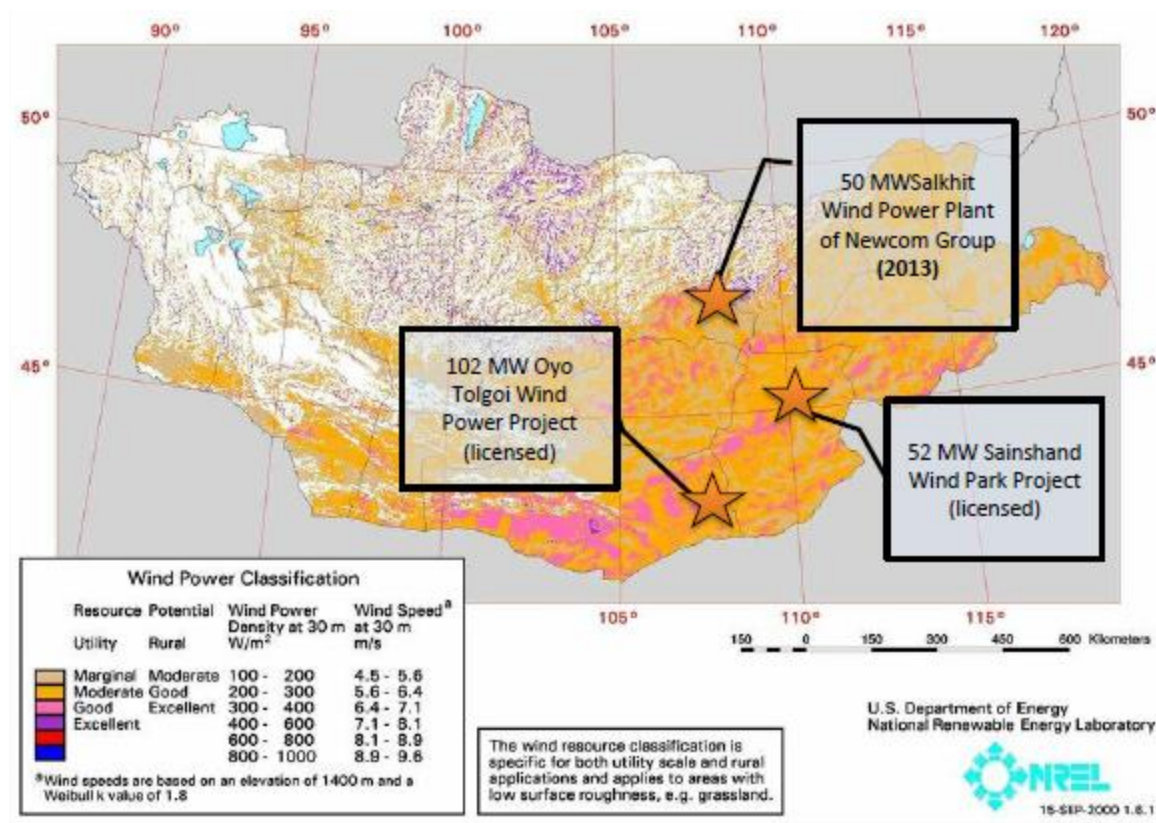 90° 95° 100° 105° 110° 115° 120°
50° 50°
50 MWSalkhit
Wind Power Plant
of Newcom Group
(2013)
45° 45°
102 MW Oyo
Tolgoi Wind
Power Project
(licensed)
52 MW Sainshand
Wind Park Project
(licensed)
105° 110° 115°
Wind Power Classification
Resource Potential Wind Power Wind Speedª
Density at 30 m at 30 m
Utility Rural W/m² m/s
Marginal Moderate 100 - 200 4.5 - 5.6
Moderate Good 200 - 300 5.6 - 6.4
Good Excellent 300 - 400 6.4 - 7.1
Excellent 400 - 600 7.1 - 8.1
600 - 800 8.1 - 8.9
800 - 1000 8.9 - 9.6
ªWind speeds are based on an elevation of 1400 m and a
Weibull k value of 1.8
150 0 150 300 450 600 Kilometers
The wind resource classification is
specific for both utility scale and rural
applications and applies to areas with
low surface roughness, e.g. grassland.
U.S. Department of Energy
National Renewable Energy Laboratory
NREL
15-SEP-2000 1.6.1